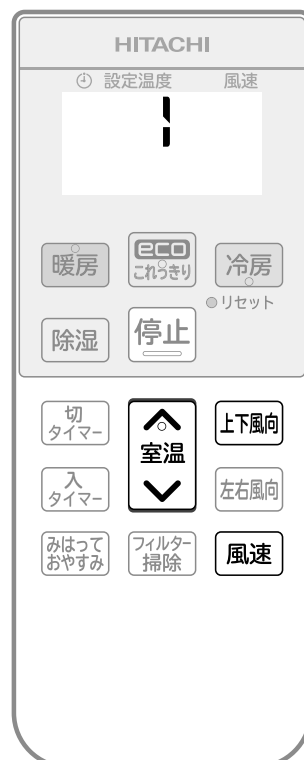 HITACHI
設定温度 風速
1
暖房
eco
これっきり
冷房
リセット
除湿
停止
切
タイマー
室温
上下風向
入
タイマー
左右風向
みはって
おやすみ
フィルター
掃除
風速